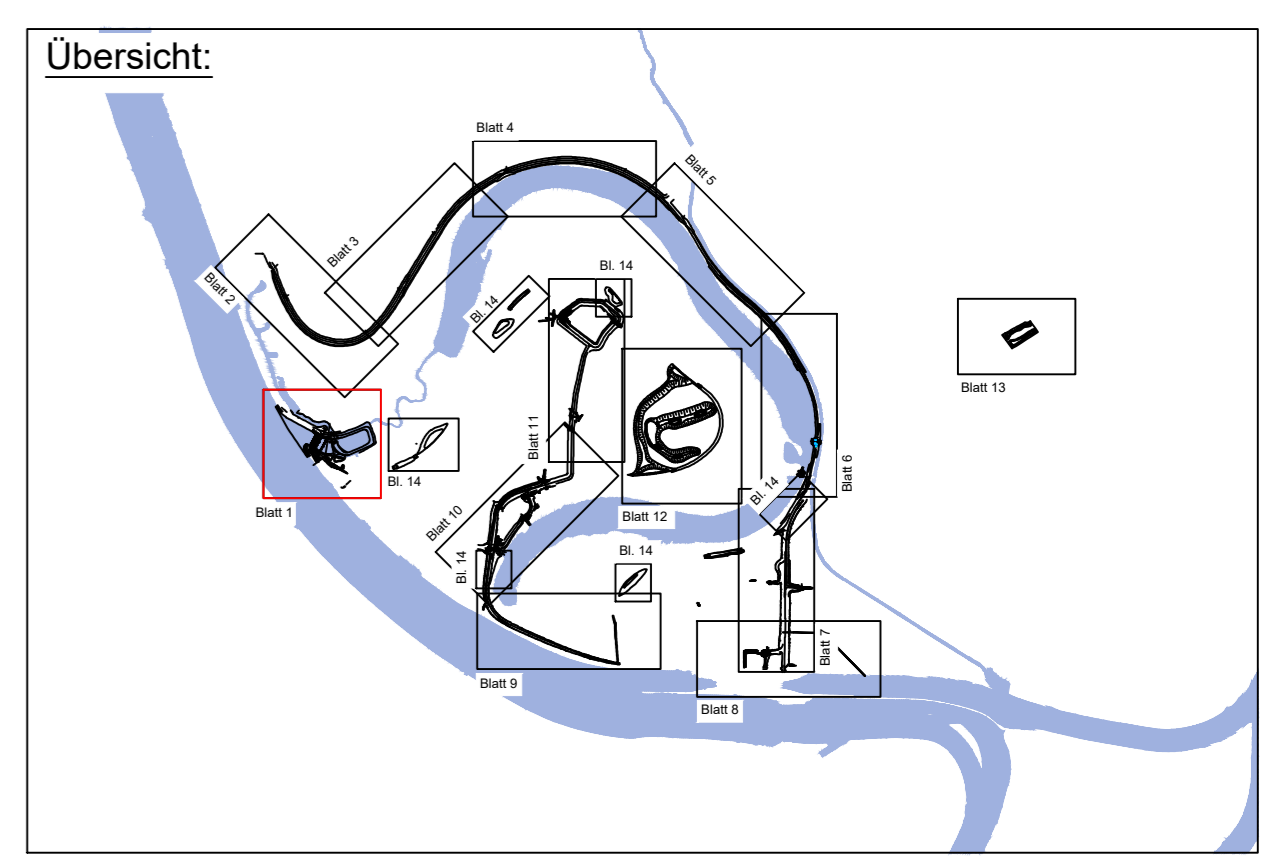 Übersicht:
Blatt 4
Blatt 5
Blatt 3
Blatt 2
Bl. 14
Bl. 14
Blatt 13
Blatt 11
Bl. 14
Blatt 6
Bl. 14
Blatt 1
Blatt 12
Blatt 10
Bl. 14
Bl. 14
Blatt 7
Blatt 9
Blatt 8